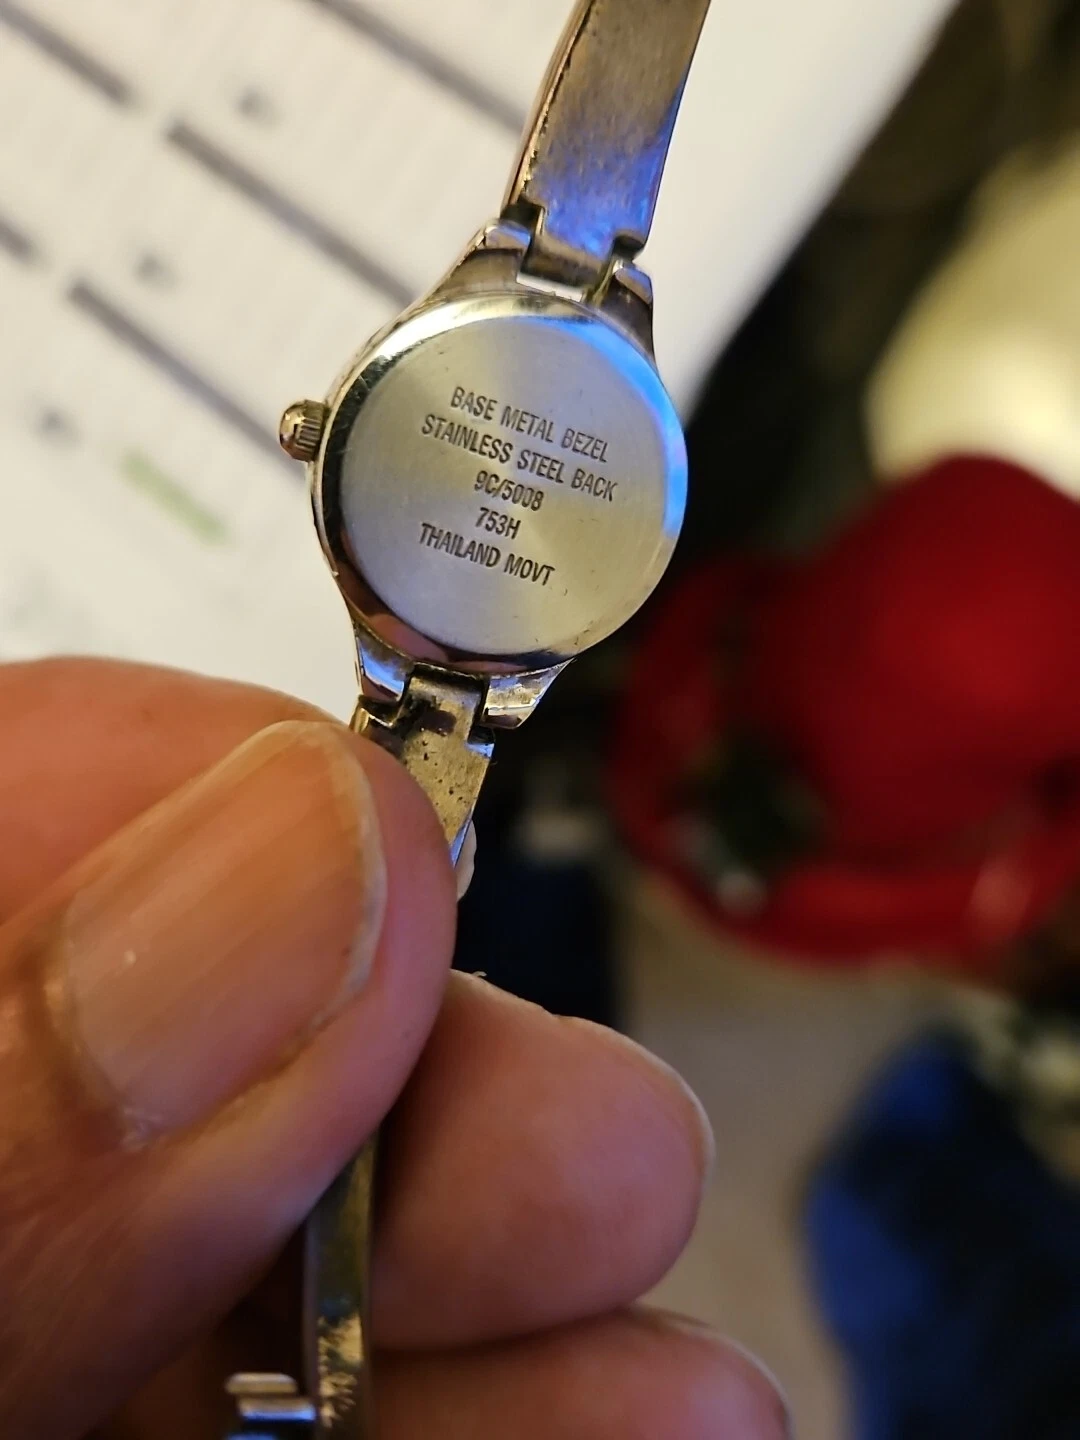 BASE METAL BEZEL
STAINLESS STEEL BACK
9C/5008
753H
THAILAND MOVT